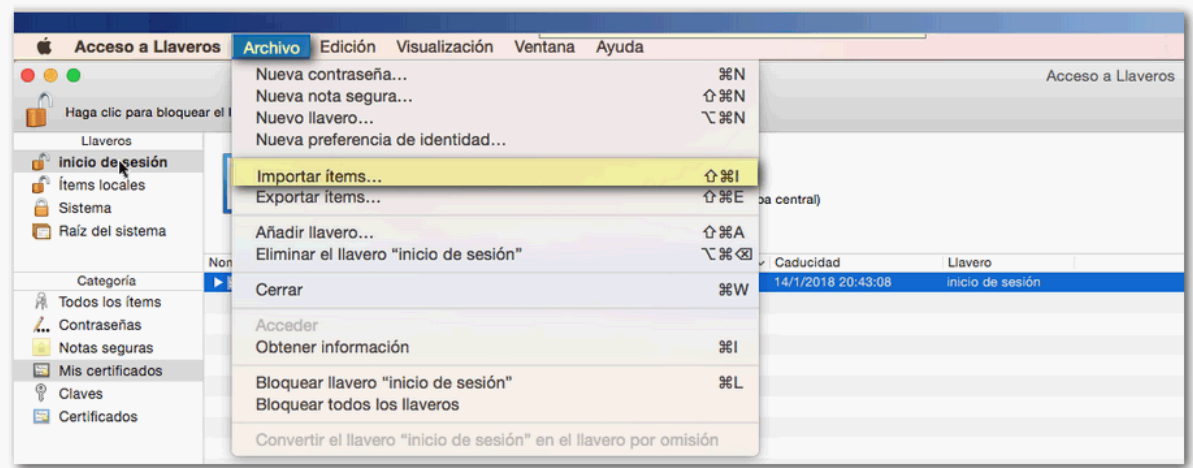 Acceso a Llaveros Archivo Edición Visualización Ventana Ayuda
Acceso a Llaveros
Haga clic para bloquear el
Llaveros
inicio de sesión
Ítems locales
Sistema
Raíz del sistema
Categoría
Todos los ítems
Contraseñas
Notas seguras
Mis certificados
Claves
Certificados
Nueva contraseña... ⌘N
Nueva nota segura... ⇧⌘N
Nuevo llavero... ⌥⌘N
Nueva preferencia de identidad...
Importar ítems... ⇧⌘I
Exportar ítems... ⇧⌘E
Añadir llavero... ⇧⌘A
Eliminar el llavero “inicio de sesión” ⌥⌘⌫
Cerrar ⌘W
Acceder
Obtener información ⌘I
Bloquear llavero “inicio de sesión” ⌘L
Bloquear todos los llaveros
Convertir el llavero “inicio de sesión” en el llavero por omisión
central)
Caducidad Llavero
14/1/2018 20:43:08 inicio de sesión